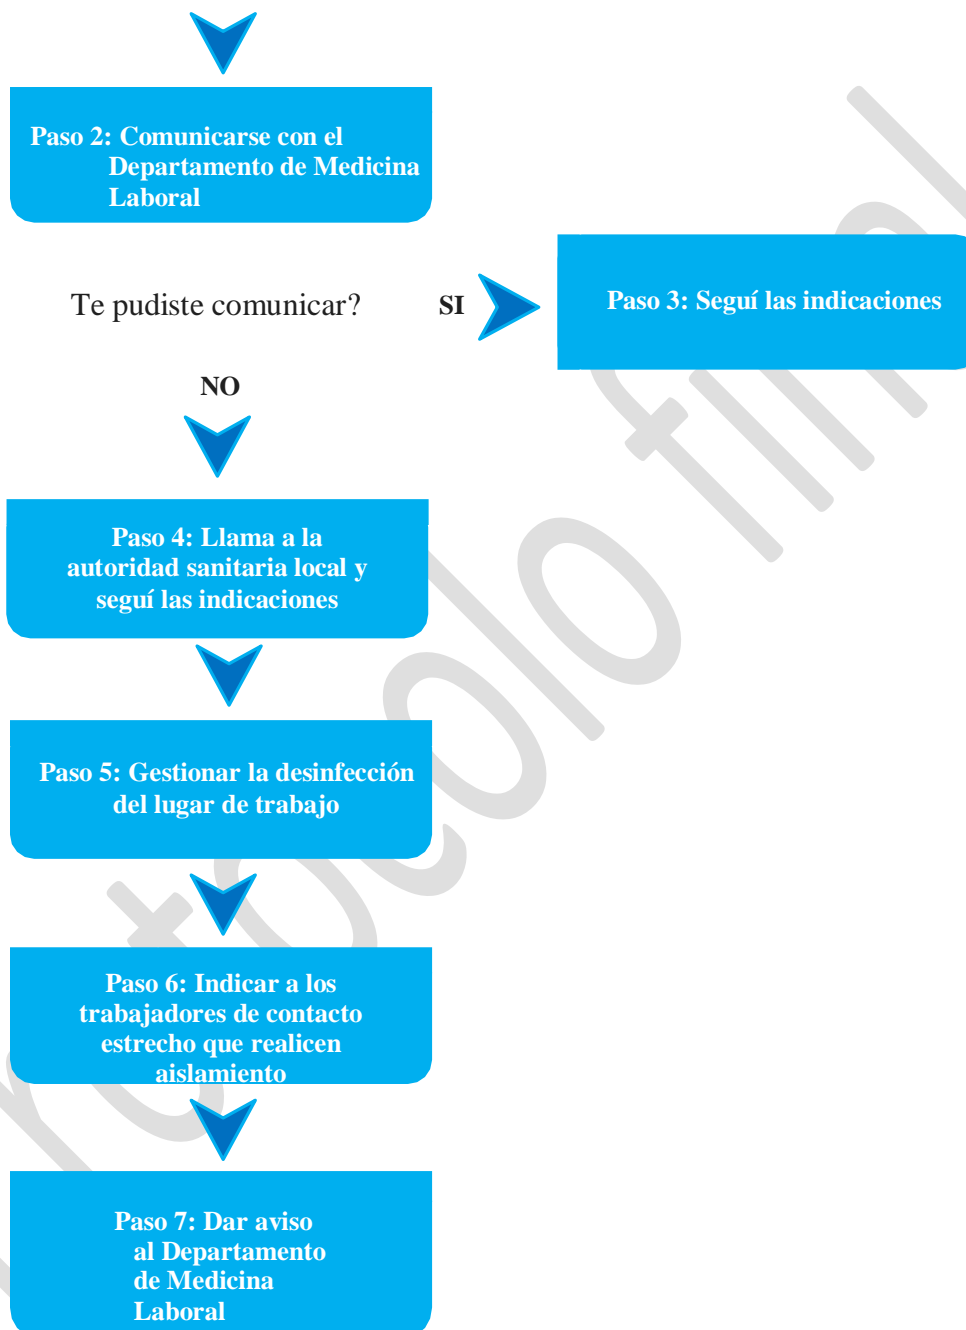 Paso 2: Comunicarse con el
Departamento de Medicina
Laboral
Te pudiste comunicar?
SI
Paso 3: Seguí las indicaciones
NO
Paso 4: Llama a la
autoridad sanitaria local y
seguí las indicaciones
Paso 5: Gestionar la desinfección
del lugar de trabajo
Paso 6: Indicar a los
trabajadores de contacto
estrecho que realicen
aislamiento
Paso 7: Dar aviso
al Departamento
de Medicina
Laboral
rotocolo final